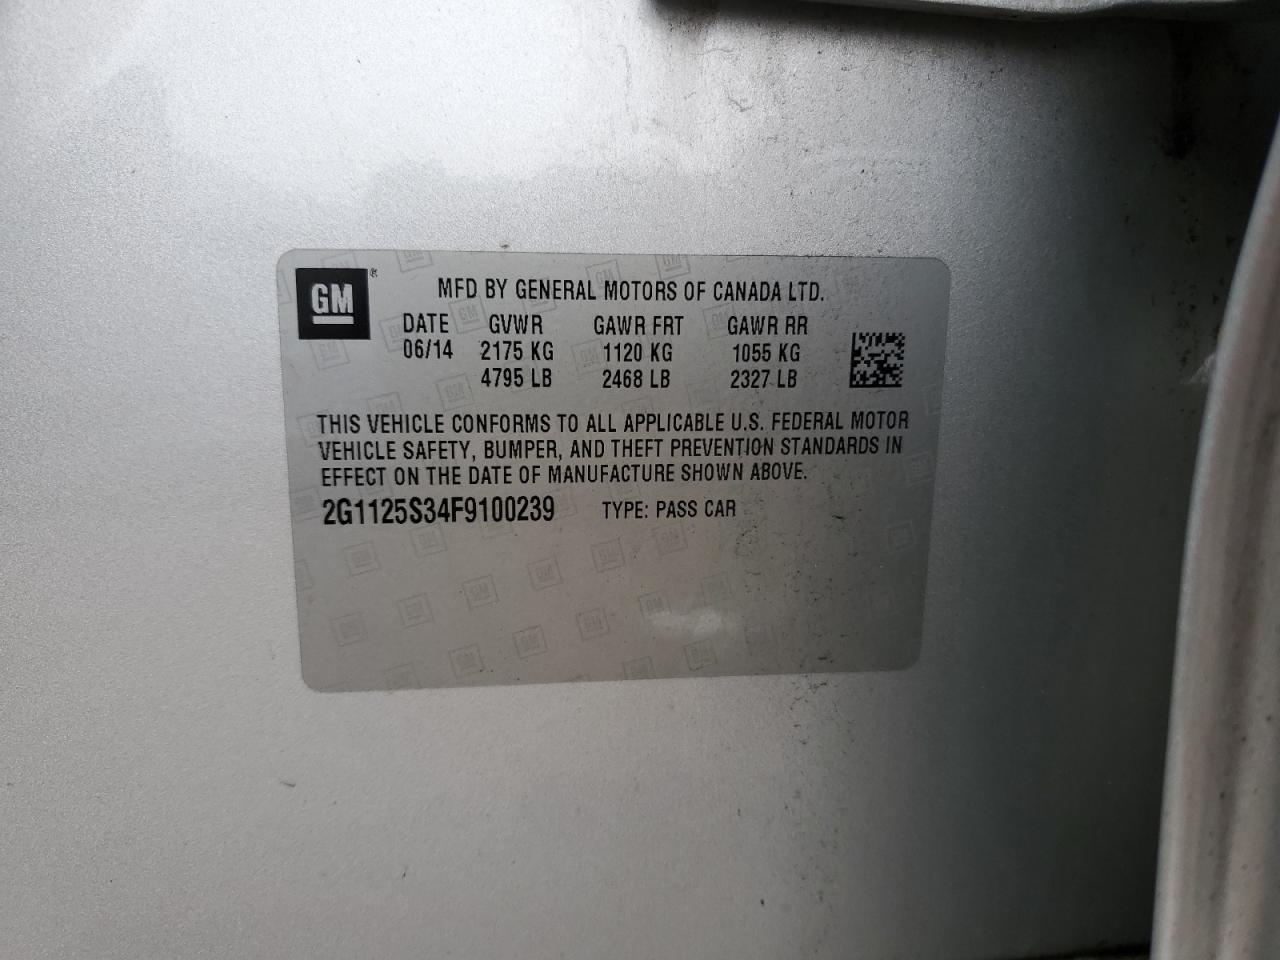 GM ®
MFD BY GENERAL MOTORS OF CANADA LTD.
DATE GVWR GAWR FRT GAWR RR
06/14 2175 KG 1120 KG 1055 KG
4795 LB 2468 LB 2327 LB
THIS VEHICLE CONFORMS TO ALL APPLICABLE U.S. FEDERAL MOTOR
VEHICLE SAFETY, BUMPER, AND THEFT PREVENTION STANDARDS IN
EFFECT ON THE DATE OF MANUFACTURE SHOWN ABOVE.
2G1125S34F9100239 TYPE: PASS CAR